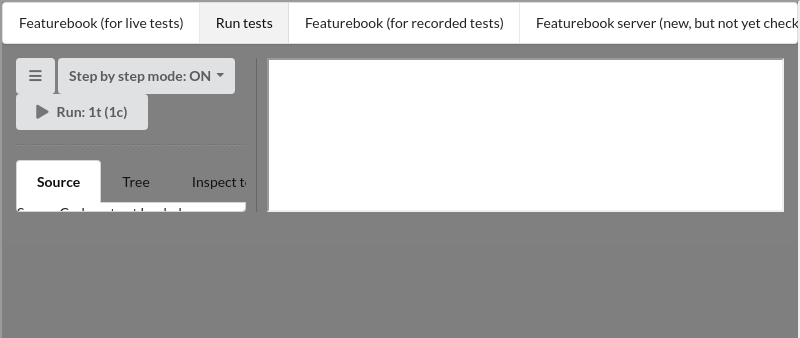 Featurebook (for live tests) Run tests Featurebook (for recorded tests) Featurebook server (new, but not yet check
Step by step mode: ON
Run: 1t (1c)
Source Tree Inspect t